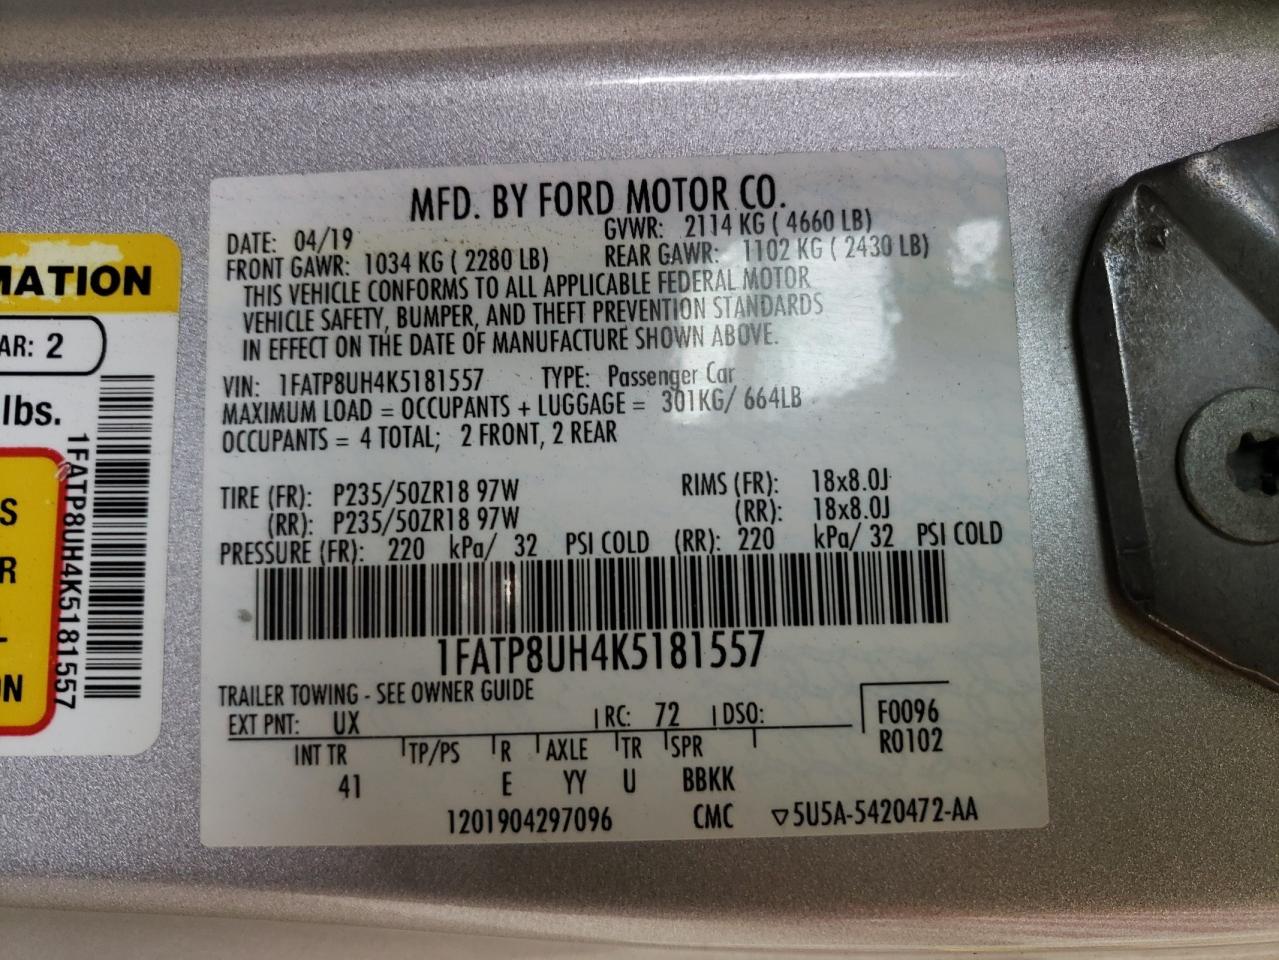 MATION
AR: 2
lbs.
S
R
L
ON
1FATP8UH4K5181557
MFD. BY FORD MOTOR CO.
DATE: 04/19 GVWR: 2114 KG ( 4660 LB)
FRONT GAWR: 1034 KG ( 2280 LB) REAR GAWR: 1102 KG ( 2430 LB)
THIS VEHICLE CONFORMS TO ALL APPLICABLE FEDERAL MOTOR
VEHICLE SAFETY, BUMPER, AND THEFT PREVENTION STANDARDS
IN EFFECT ON THE DATE OF MANUFACTURE SHOWN ABOVE.
VIN: 1FATP8UH4K5181557 TYPE: Passenger Car
MAXIMUM LOAD = OCCUPANTS + LUGGAGE = 301KG/ 664LB
OCCUPANTS = 4 TOTAL; 2 FRONT, 2 REAR
TIRE (FR): P235/50ZR18 97W RIMS (FR): 18x8.0J
(RR): P235/50ZR18 97W (RR): 18x8.0J
PRESSURE (FR): 220 kPa/ 32 PSI COLD (RR): 220 kPa/ 32 PSI COLD
1FATP8UH4K5181557
TRAILER TOWING - SEE OWNER GUIDE
EXT PNT: UX RC: 72 DSO: F0096
R0102
INT TR TP/PS R AXLE TR SPR
41 E YY U BBKK
1201904297096 CMC ▽5U5A-5420472-AA